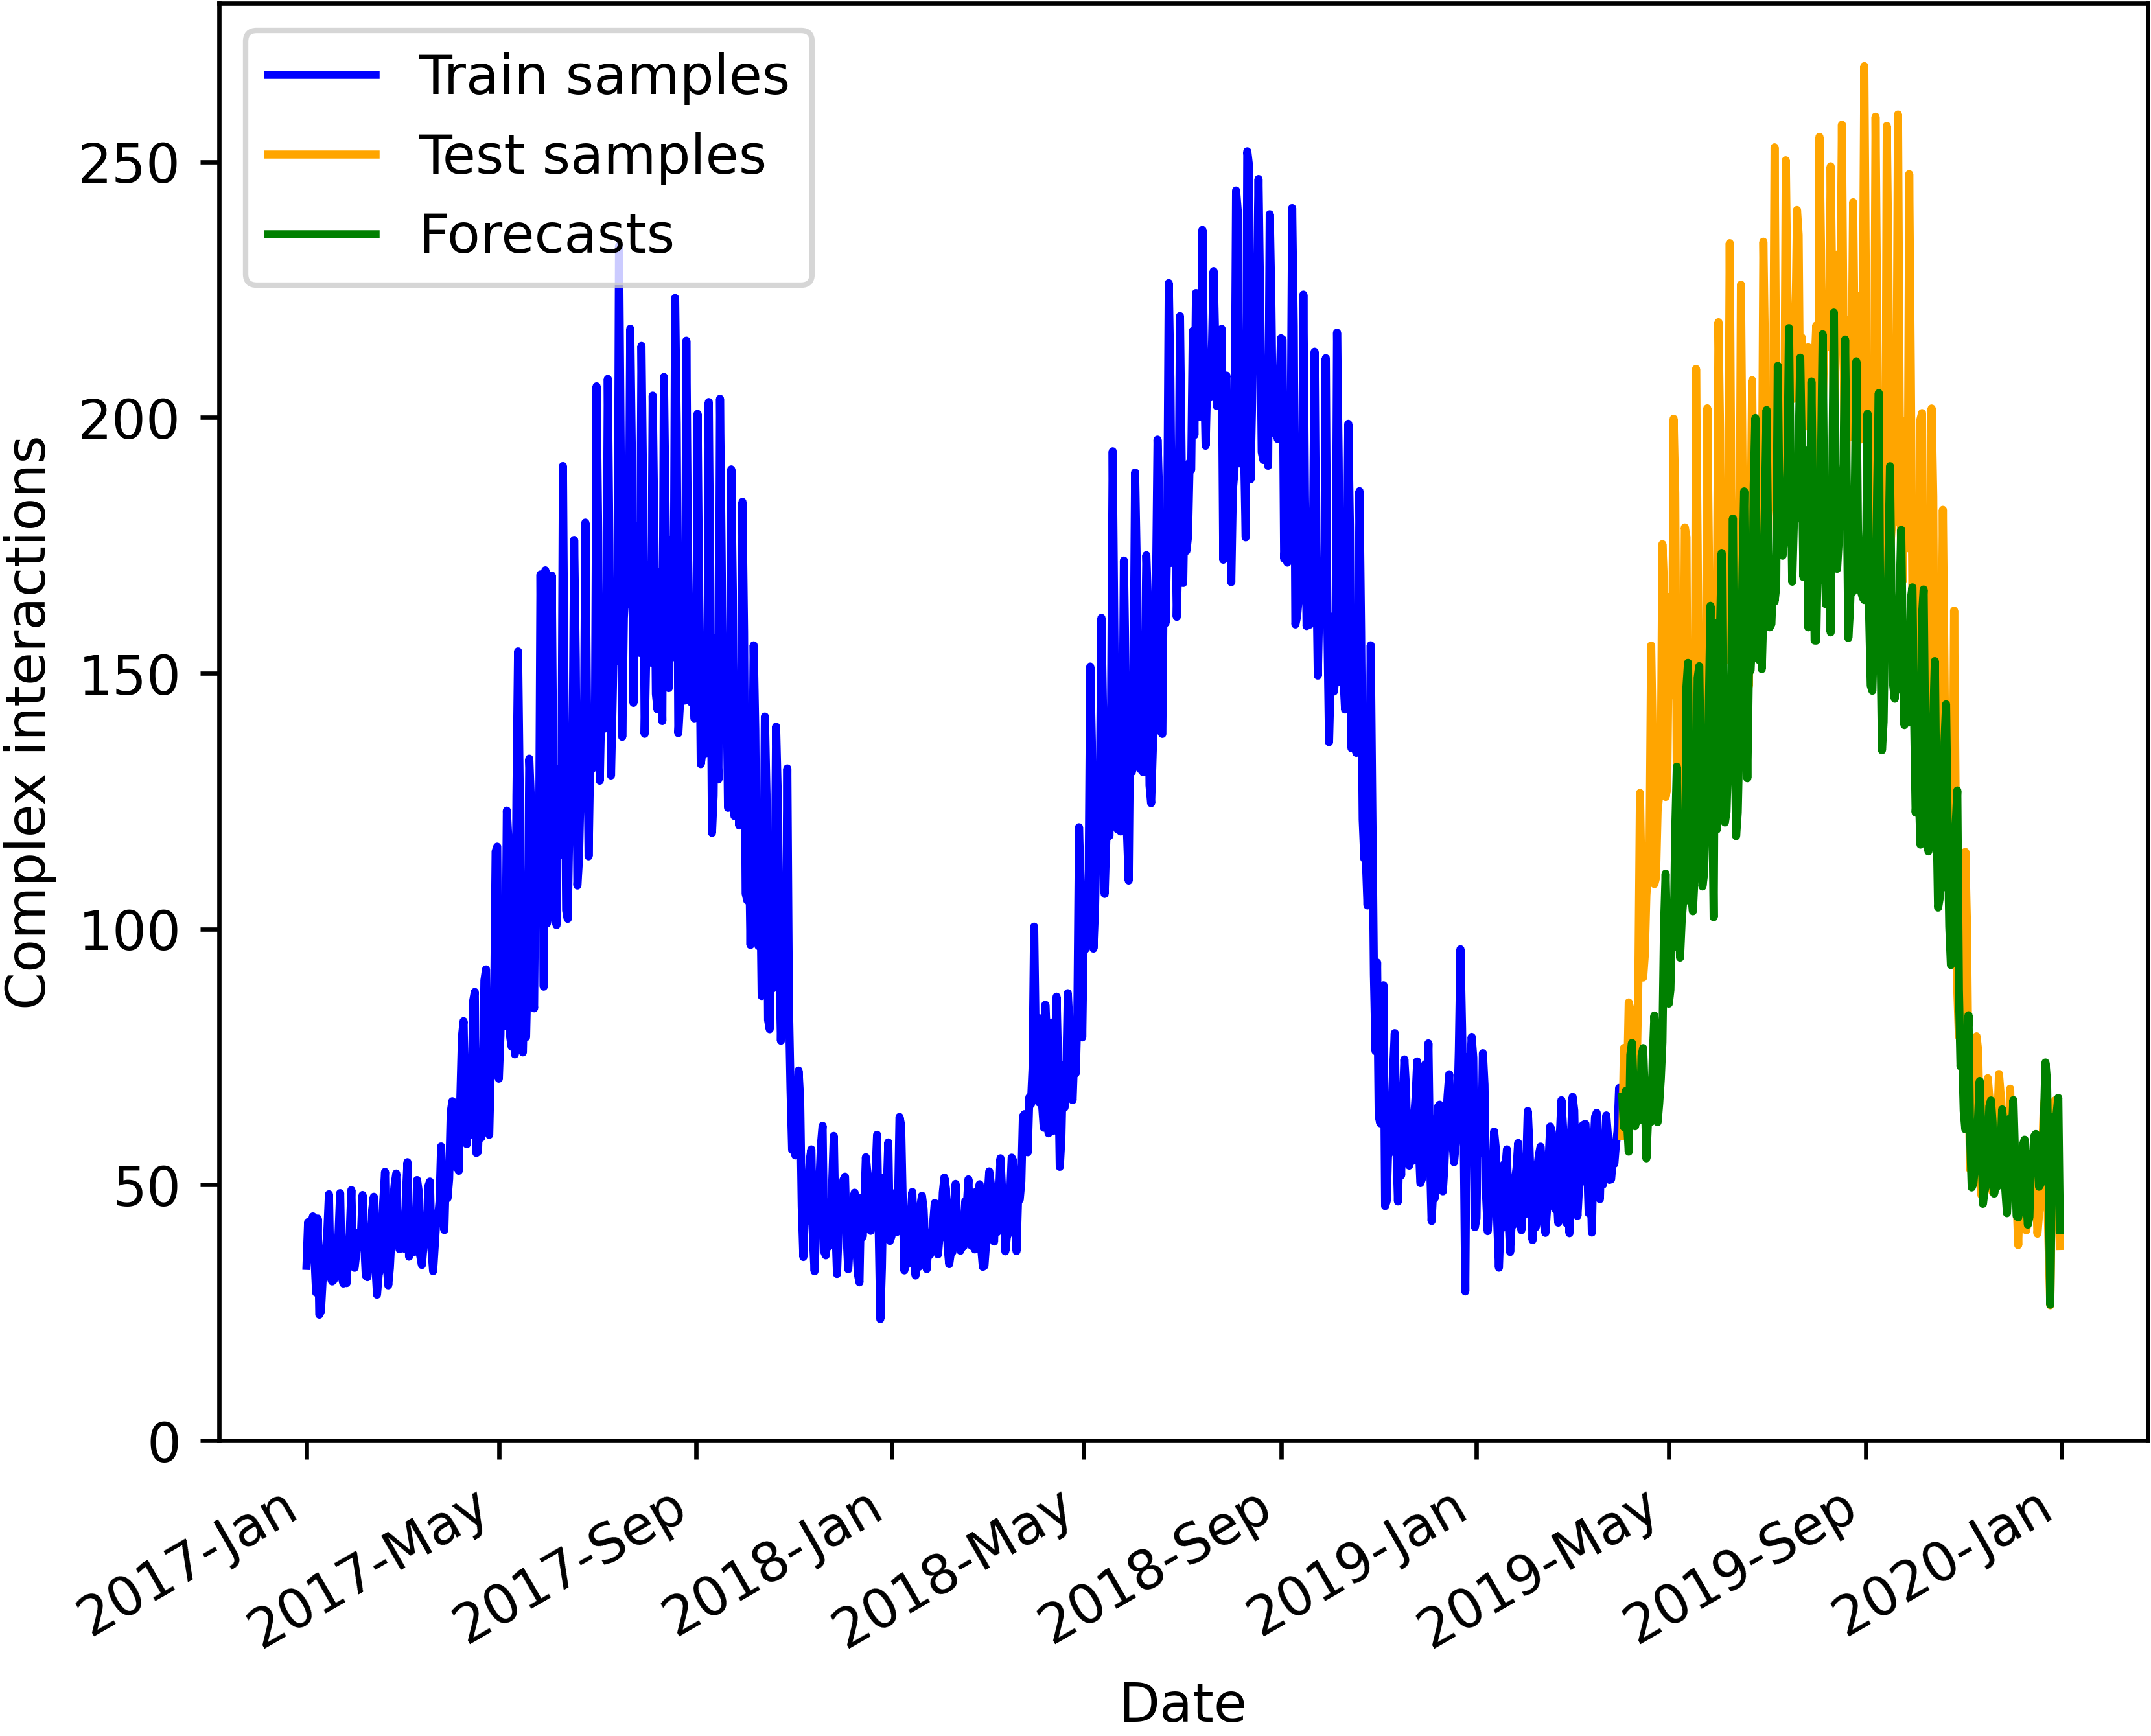 Train samples
Test samples
Forecasts
250
200
150
100
50
0
Complex interactions
2017-Jan
2017-May
2017-Sep
2018-Jan
2018-May
2018-Sep
2019-Jan
2019-May
2019-Sep
2020-Jan
Date